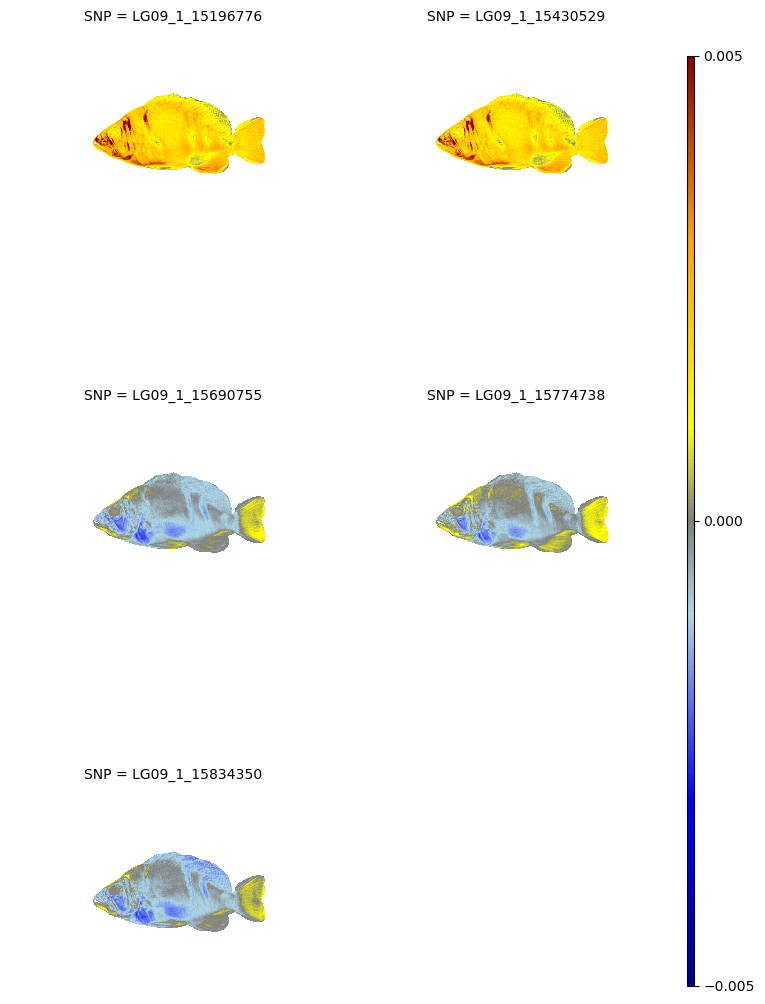 SNP = LG09_1_15196776
SNP = LG09_1_15430529
0.005
SNP = LG09_1_15690755
SNP = LG09_1_15774738
0.000
SNP = LG09_1_15834350
−0.005